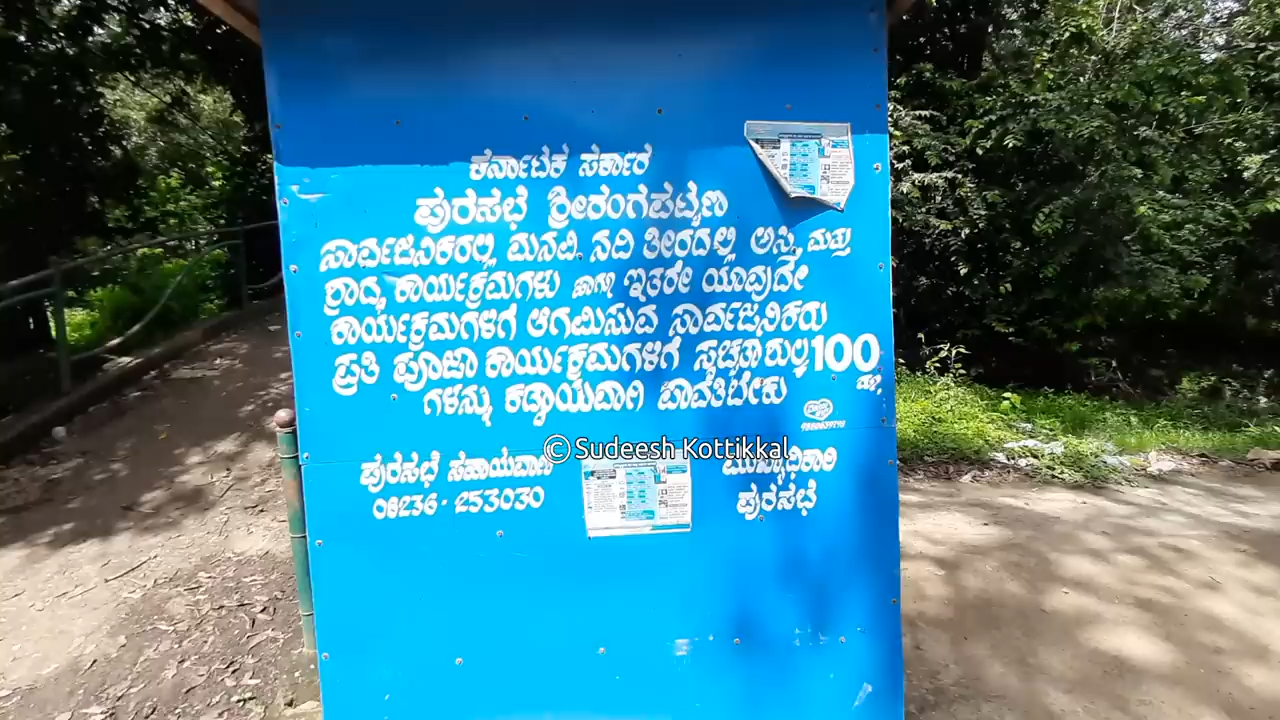 ಕರ್ನಾಟಕ ಸರ್ಕಾರ
ಪುರಸಭೆ ಶ್ರೀರಂಗಪಟ್ಟಣ
ಸಾರ್ವಜನಿಕರಲ್ಲಿ ಮನವಿ. ನದಿ ತೀರದಲ್ಲಿ ಅಸ್ತಿ ಮತ್ತು
ಶ್ರಾದ್ಧ ಕಾರ್ಯಕ್ರಮಗಳು ಹಾಗೂ ಇತರೇ ಯಾವುದೇ
ಕಾರ್ಯಕ್ರಮಗಳಿಗೆ ಆಗಮಿಸುವ ಸಾರ್ವಜನಿಕರು
ಪ್ರತಿ ಪೂಜಾ ಕಾರ್ಯಕ್ರಮಗಳಿಗೆ ಸ್ವಚ್ಛತಾ ಶುಲ್ಕ 100
ಗಳನ್ನು ಕಡ್ಡಾಯವಾಗಿ ಪಾವತಿಬೇಕು
© Sudeesh Kottikkal
ಪುರಸಭೆ ಸಹಾಯವಾಣಿ
08236-253030
ಮುಖ್ಯಾಧಿಕಾರಿ
ಪುರಸಭೆ